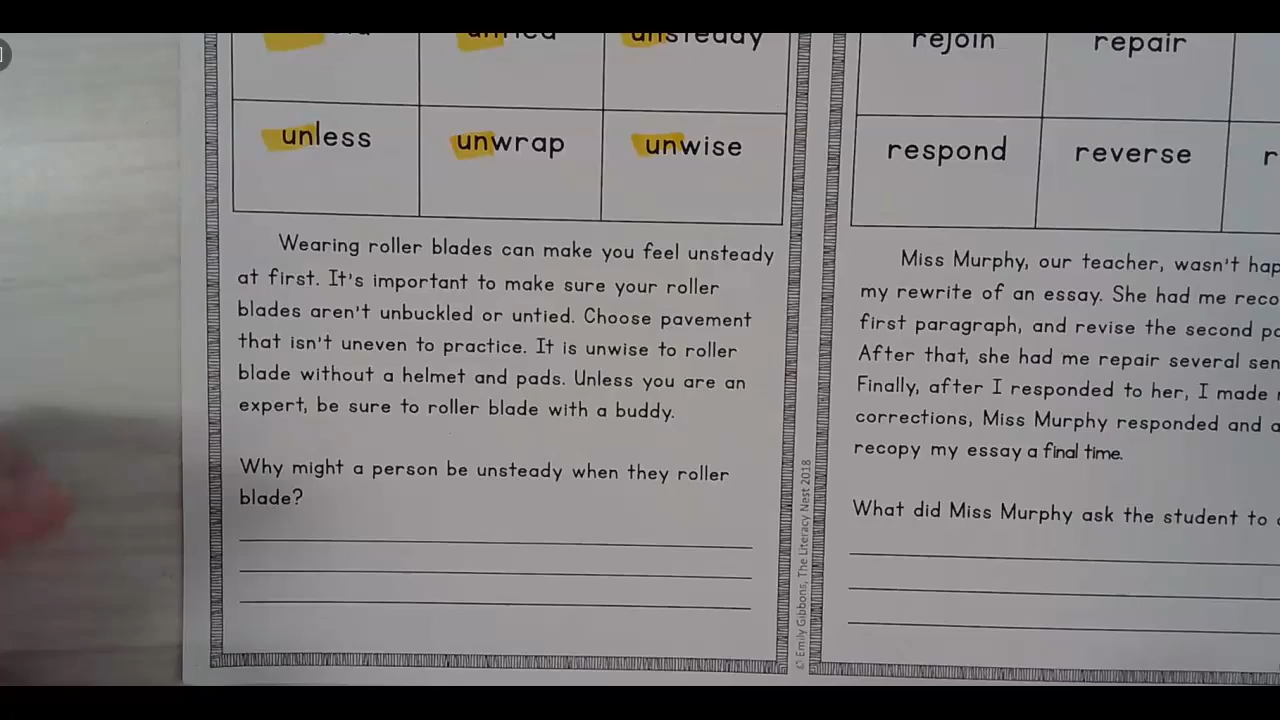 unsteady
unless unwrap unwise
Wearing roller blades can make you feel unsteady
at first. It's important to make sure your roller
blades aren't unbuckled or untied. Choose pavement
that isn't uneven to practice. It is unwise to roller
blade without a helmet and pads. Unless you are an
expert, be sure to roller blade with a buddy.
Why might a person be unsteady when they roller
blade?
© Emily Gibbons, The Literacy Nest 2018
rejoin repair
respond reverse
Miss Murphy, our teacher, wasn't
my rewrite of an essay. She had me
first paragraph, and revise the second
After that, she had me repair several
Finally, after I responded to her, I made
corrections, Miss Murphy responded and
recopy my essay a final time.
What did Miss Murphy ask the student to